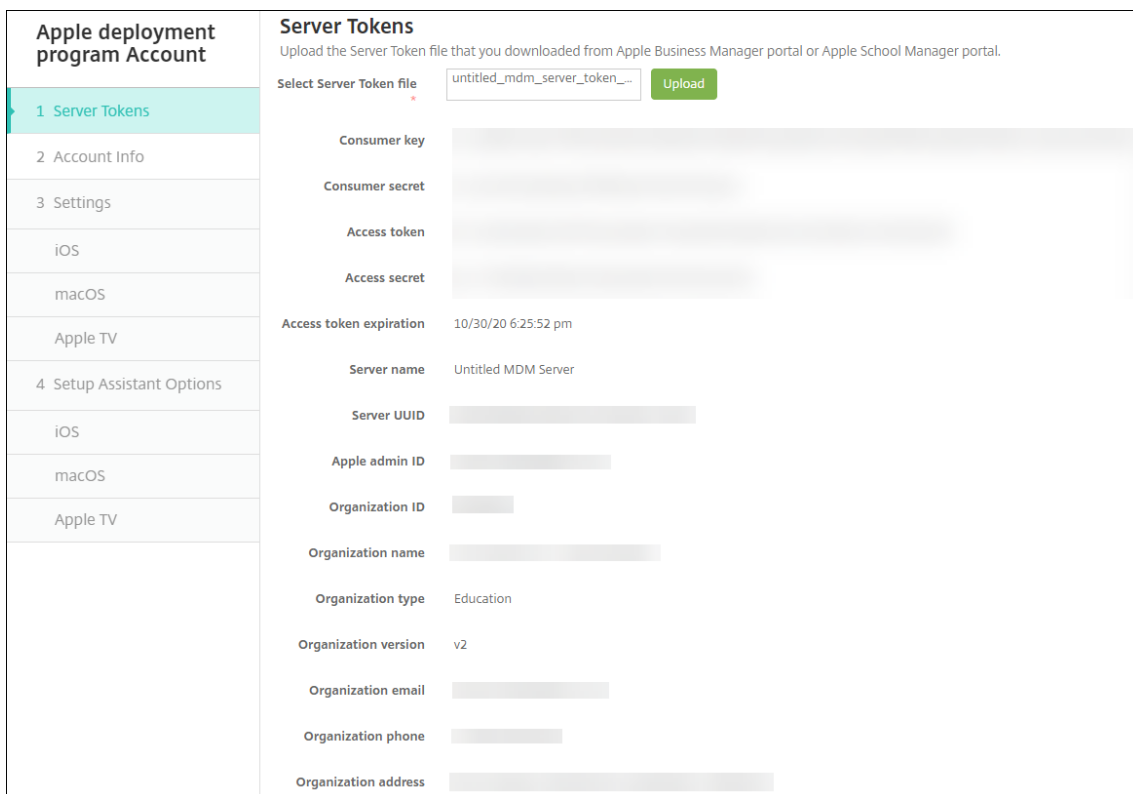 Apple deployment
program Account
1 Server Tokens
2 Account Info
3 Settings
iOS
macOS
Apple TV
4 Setup Assistant Options
iOS
macOS
Apple TV
Server Tokens
Upload the Server Token file that you downloaded from Apple Business Manager portal or Apple School Manager portal.
Select Server Token file untitled_mdm_server_token_... Upload
*
Consumer key
Consumer secret
Access token
Access secret
Access token expiration 10/30/20 6:25:52 pm
Server name Untitled MDM Server
Server UUID
Apple admin ID
Organization ID
Organization name
Organization type Education
Organization version v2
Organization email
Organization phone
Organization address